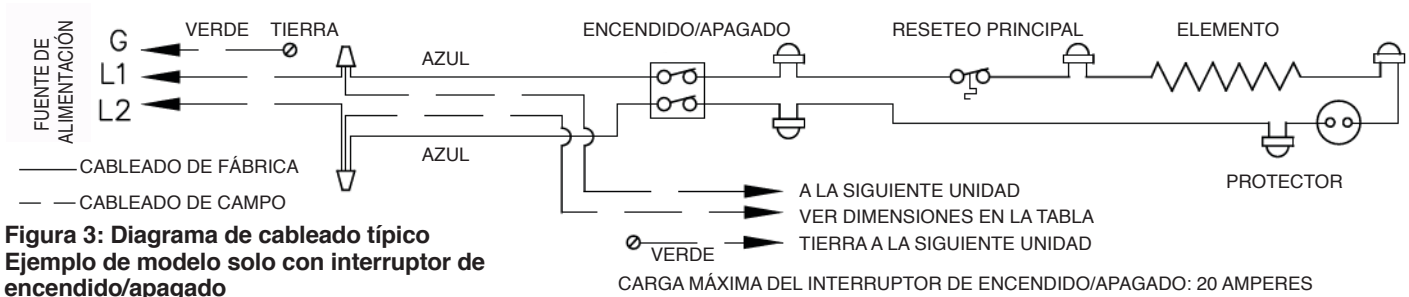 FUENTE DE
ALIMENTACIÓN
G
L1
L2
VERDE
TIERRA
AZUL
AZUL
ENCENDIDO/APAGADO
RESETEO PRINCIPAL
ELEMENTO
PROTECTOR
CABLEADO DE FÁBRICA
CABLEADO DE CAMPO
A LA SIGUIENTE UNIDAD
VER DIMENSIONES EN LA TABLA
VERDE
TIERRA A LA SIGUIENTE UNIDAD
Figura 3: Diagrama de cableado típico
Ejemplo de modelo solo con interruptor de
encendido/apagado
CARGA MÁXIMA DEL INTERRUPTOR DE ENCENDIDO/APAGADO: 20 AMPERES